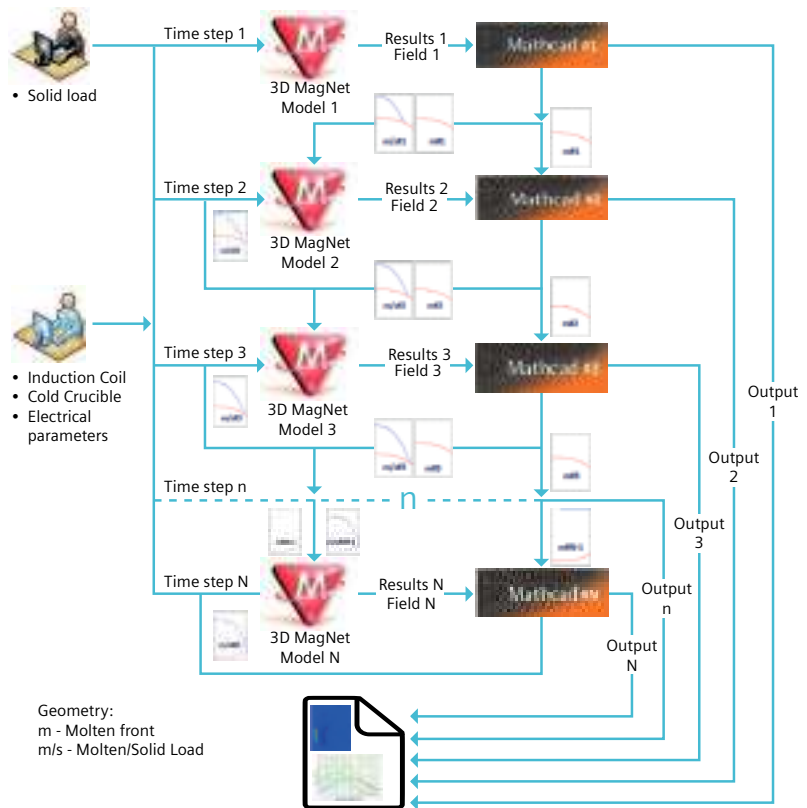 Time step 1
M
Results 1
Field 1
Mathcad #1
• Solid load
3D MagNet
Model 1
Time step 2
M
Results 2
Field 2
Mathcad
3D MagNet
Model 2
Time step 3
M
Results 3
Field 3
Mathcad
3D MagNet
Model 3
• Induction Coil
• Cold Crucible
• Electrical
parameters
Output
1
Output
2
Output
3
Time step n
n
Output
n
Time step N
M
Results N
Field N
Mathcad
3D MagNet
Model N
Output
N
Geometry:
m - Molten front
m/s - Molten/Solid Load